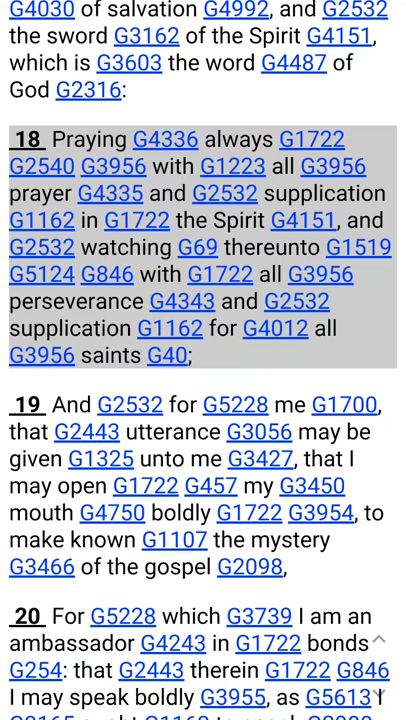 G4030 of salvation G4992, and G2532
the sword G3162 of the Spirit G4151,
which is G3603 the word G4487 of
God G2316:
18 Praying G4336 always G1722
G2540 G3956 with G1223 all G3956
prayer G4335 and G2532 supplication
G1162 in G1722 the Spirit G4151, and
G2532 watching G69 thereunto G1519
G5124 G846 with G1722 all G3956
perseverance G4343 and G2532
supplication G1162 for G4012 all
G3956 saints G40;
19 And G2532 for G5228 me G1700,
that G2443 utterance G3056 may be
given G1325 unto me G3427, that I
may open G1722 G457 my G3450
mouth G4750 boldly G1722 G3954, to
make known G1107 the mystery
G3466 of the gospel G2098,
20 For G5228 which G3739 I am an
ambassador G4243 in G1722 bonds
G254: that G2443 therein G1722 G846
I may speak boldly G3955, as G5613 I